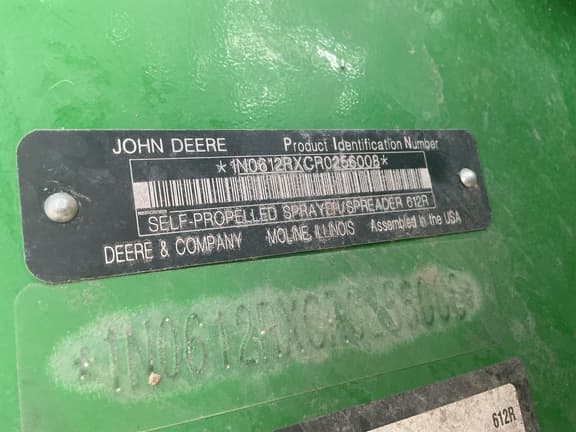 JOHN DEERE Product Identification Number
*1N0612RXCR0256008*
SELF-PROPELLED SPRAYER/SPREADER 612R
DEERE & COMPANY MOLINE, ILLINOIS Assembled in the USA
612R